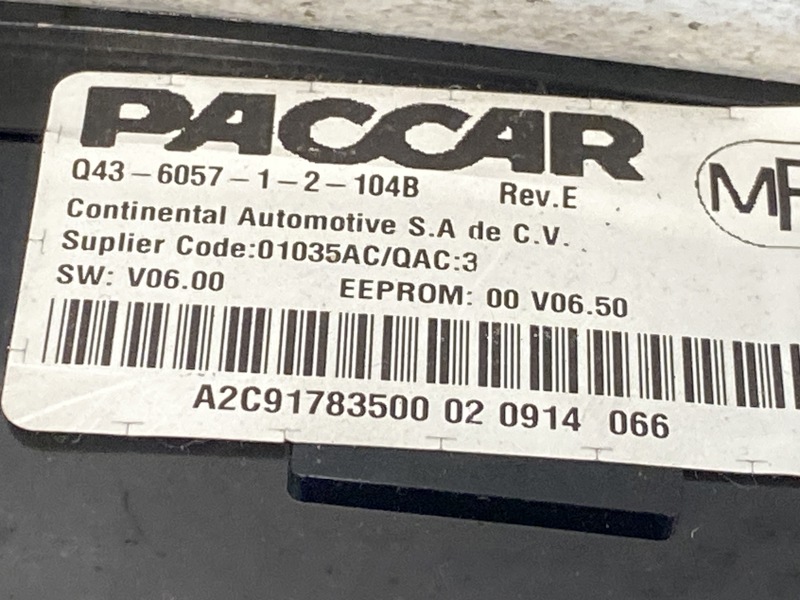 PACCAR
Q43-6057-1-2-104B Rev.E
Continental Automotive S.A de C.V.
Suplier Code:01035AC/QAC:3
SW: V06.00 EEPROM: 00 V06.50
A2C91783500 02 0914 066